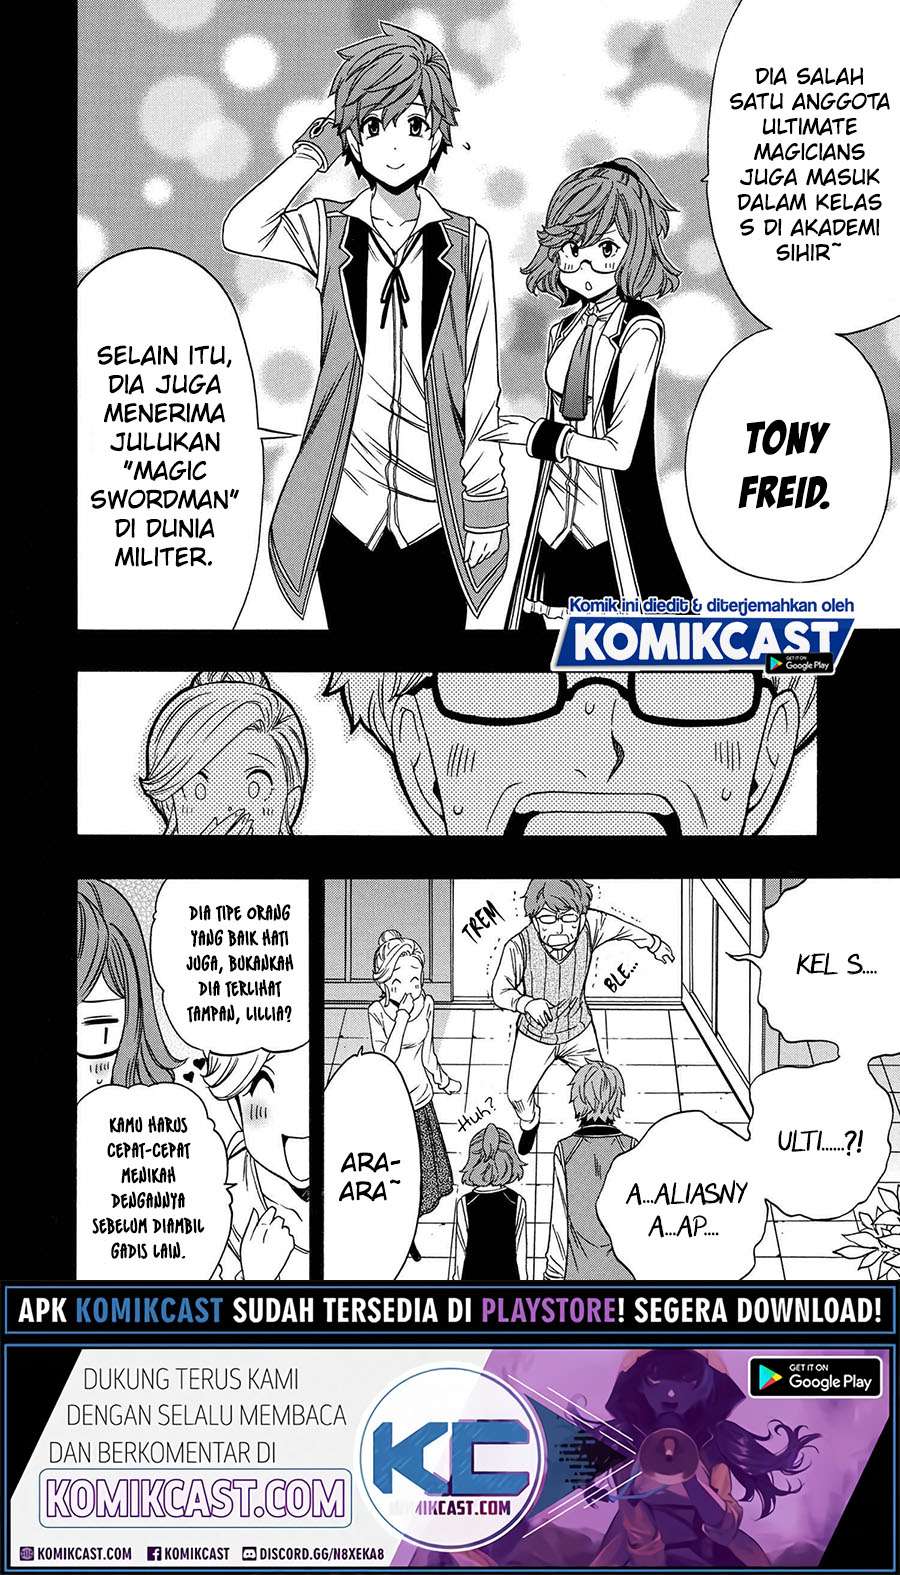 DIA SALAH
SATU ANGGOTA
ULTIMATE
MAGICIANS
JUGA MASUK
DALAM KELAS
S DI AKADEMI
SIHIR~
TONY
FREID.
SELAIN ITU,
DIA JUGA
MENERIMA
JULUKAN
"MAGIC
SWORDMAN"
DI DUNIA
MILITER.
Komik ini diedit & diterjemahkan oleh
KOMIKCAST
GET IT ON
Google Play
KEL S....
ULTI......?!
A...ALIASNY
A...AP....
TREM
BLE...
Huh?
ARA-
ARA~
DIA TIPE ORANG
YANG BAIK HATI
JUGA, BUKANKAH
DIA TERLIHAT
TAMPAN, LILLIA?
KAMU HARUS
CEPAT-CEPAT
MENIKAH
DENGANNYA
SEBELUM DIAMBIL
GADIS LAIN.
APK KOMIKCAST SUDAH TERSEDIA DI PLAYSTORE! SEGERA DOWNLOAD!
DUKUNG TERUS KAMI
DENGAN SELALU MEMBACA
DAN BERKOMENTAR DI
KOMIKCAST.COM
KOMIKCAST.COM KOMIKCAST DISCORD.GG/N8XEKA8
KC
GET IT ON
Google Play